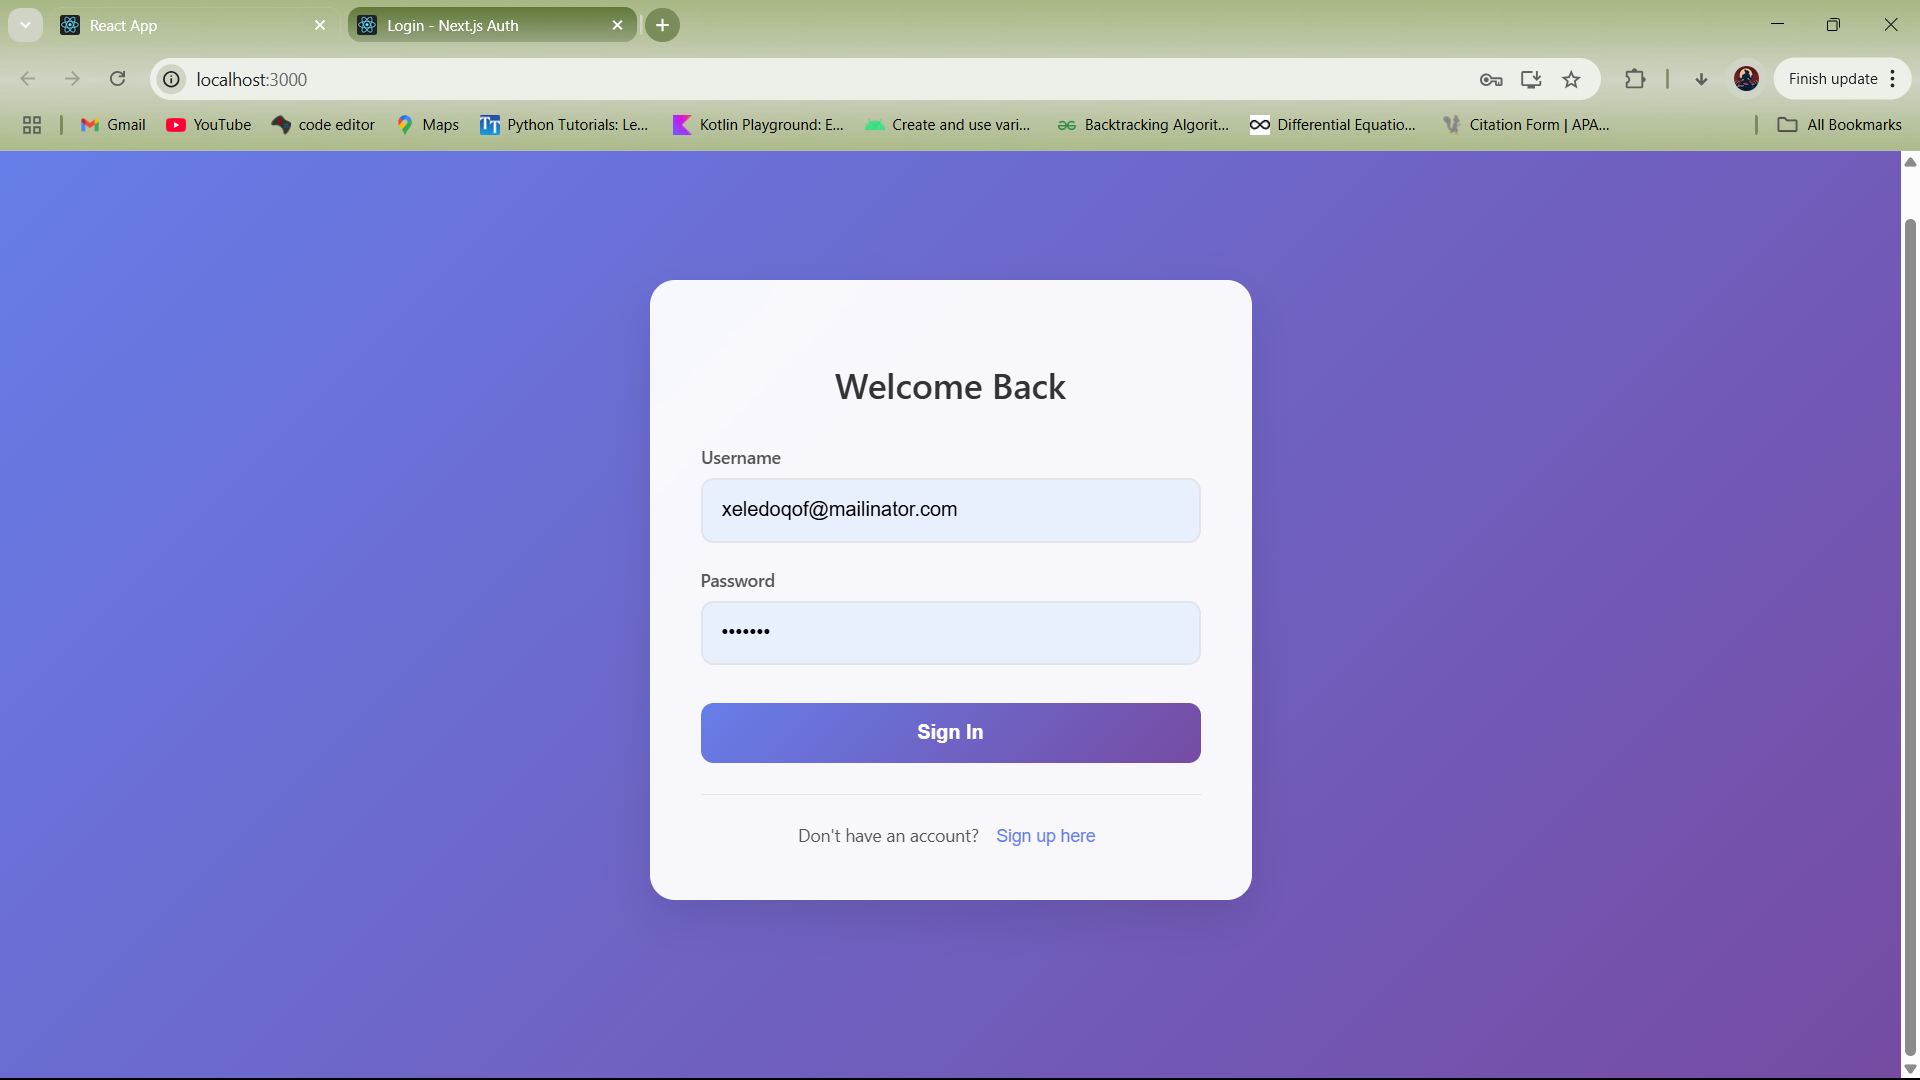 React App
Login - Next.js Auth
localhost:3000
Finish update
Gmail
YouTube
code editor
Maps
Python Tutorials: Le...
Kotlin Playground: E...
Create and use vari...
Backtracking Algorit...
Differential Equatio...
Citation Form | APA...
All Bookmarks
Welcome Back
Username
xeledoqof@mailinator.com
Password
•••••••
Sign In
Don't have an account? Sign up here